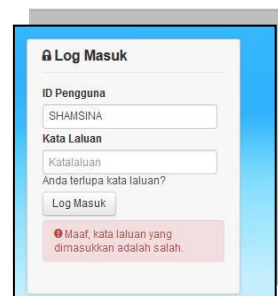 Log Masuk
ID Pengguna
SHAMSINA
Kata Laluan
Katalaluan
Anda terlupa kata laluan?
Log Masuk
Maaf, kata laluan yang
dimasukkan adalah salah.